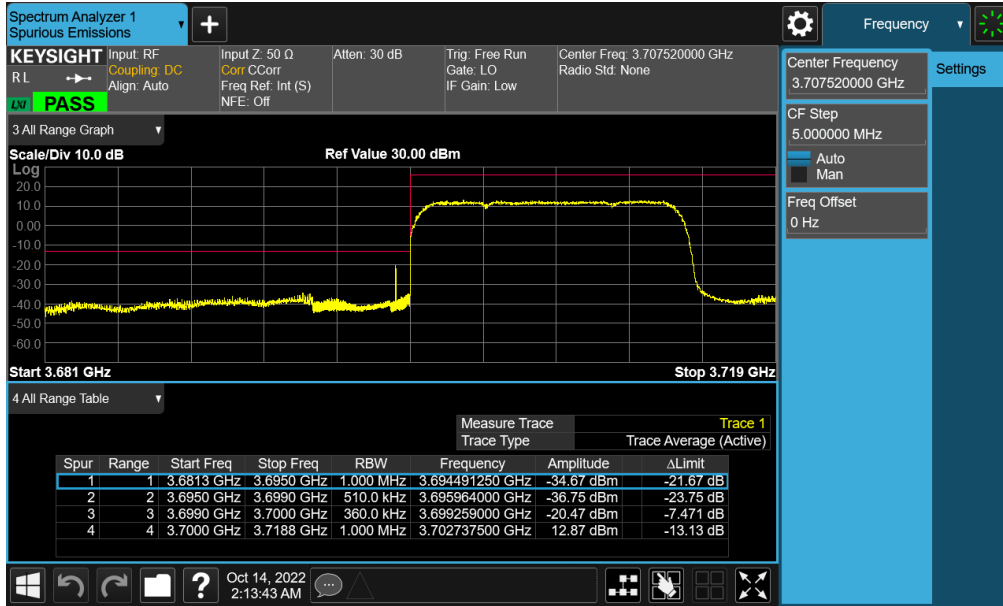 Spectrum Analyzer 1
Spurious Emissions
Frequency
KEYSIGHT
R L
LXI
PASS
Input: RF
Coupling: DC
Align: Auto
Input Z: 50 Ω
Corr CCorr
Freq Ref: Int (S)
NFE: Off
Atten: 30 dB
Trig: Free Run
Gate: LO
IF Gain: Low
Center Freq: 3.707520000 GHz
Radio Std: None
Center Frequency
3.707520000 GHz
Settings
CF Step
5.000000 MHz
Auto
Man
Freq Offset
0 Hz
3 All Range Graph
Scale/Div 10.0 dB
Ref Value 30.00 dBm
Log
20.0
10.0
0.00
-10.0
-20.0
-30.0
-40.0
-50.0
-60.0
Start 3.681 GHz
Stop 3.719 GHz
4 All Range Table
Measure Trace Trace 1
Trace Type Trace Average (Active)
Spur Range Start Freq Stop Freq RBW Frequency Amplitude ΔLimit
1 1 3.6813 GHz 3.6950 GHz 1.000 MHz 3.694491250 GHz -34.67 dBm -21.67 dB
2 2 3.6950 GHz 3.6990 GHz 510.0 kHz 3.695964000 GHz -36.75 dBm -23.75 dB
3 3 3.6990 GHz 3.7000 GHz 360.0 kHz 3.699259000 GHz -20.47 dBm -7.471 dB
4 4 3.7000 GHz 3.7188 GHz 1.000 MHz 3.702737500 GHz 12.87 dBm -13.13 dB
?
Oct 14, 2022
2:13:43 AM